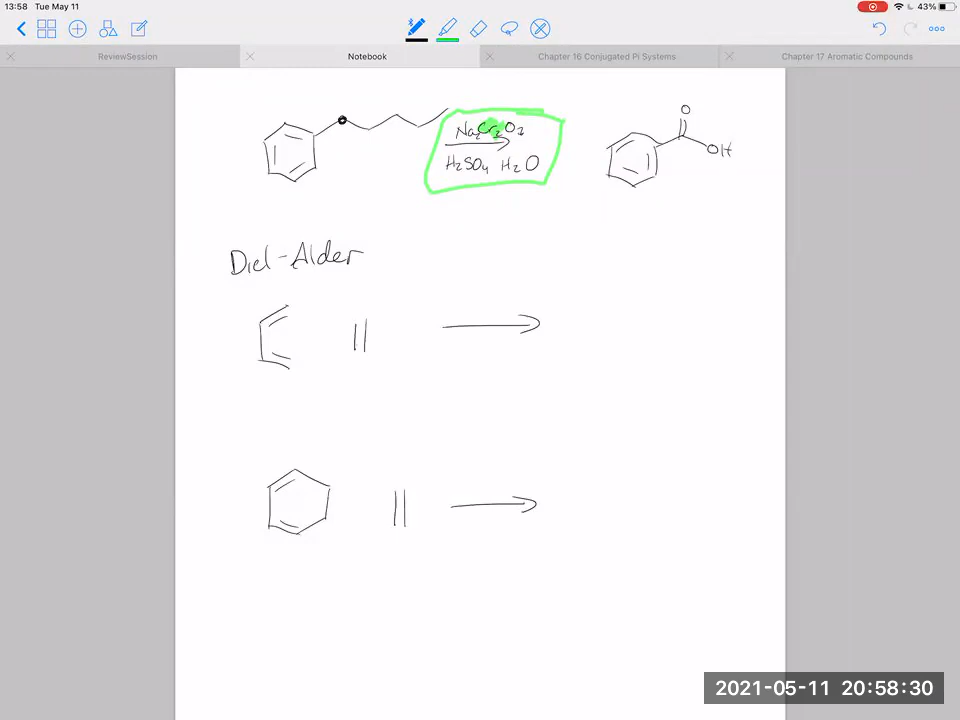 13:58 Tue May 11
43%
ReviewSession
Notebook
Chapter 16 Conjugated Pi Systems
Chapter 17 Aromatic Compounds
Na2Cr2O7
H2SO4 H2O
O
OH
Diel-Alder
2021-05-11 20:58:30